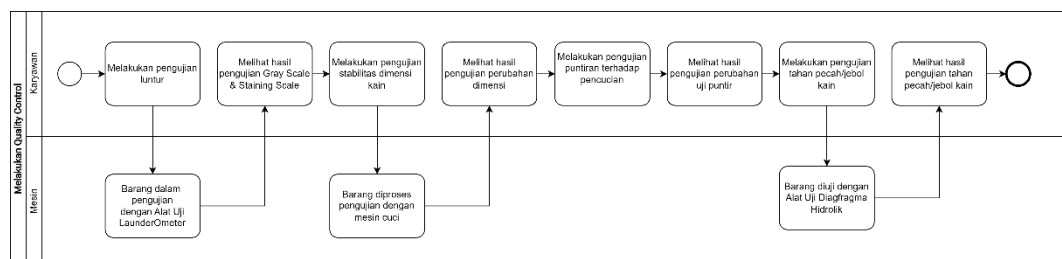 Melakukan Quality Control
Karyawan
Melakukan pengujian
luntur
Melihat hasil
pengujian Gray Scale
& Staining Scale
Melakukan pengujian
stabilitas dimensi
kain
Melihat hasil
pengujian perubahan
dimensi
Melakukan pengujian
puntiran terhadap
pencucian
Melihat hasil
pengujian perubahan
uji puntir
Melakukan pengujian
tahan pecah/jebol
kain
Melihat hasil
pengujian tahan
pecah/jebol kain
Mesin
Barang dalam
pengujian
dengan Alat Uji
LaunderOmeter
Barang diproses
pengujian dengan
mesin cuci
Barang diuji dengan
Alat Uji Diagfragma
Hidrolik